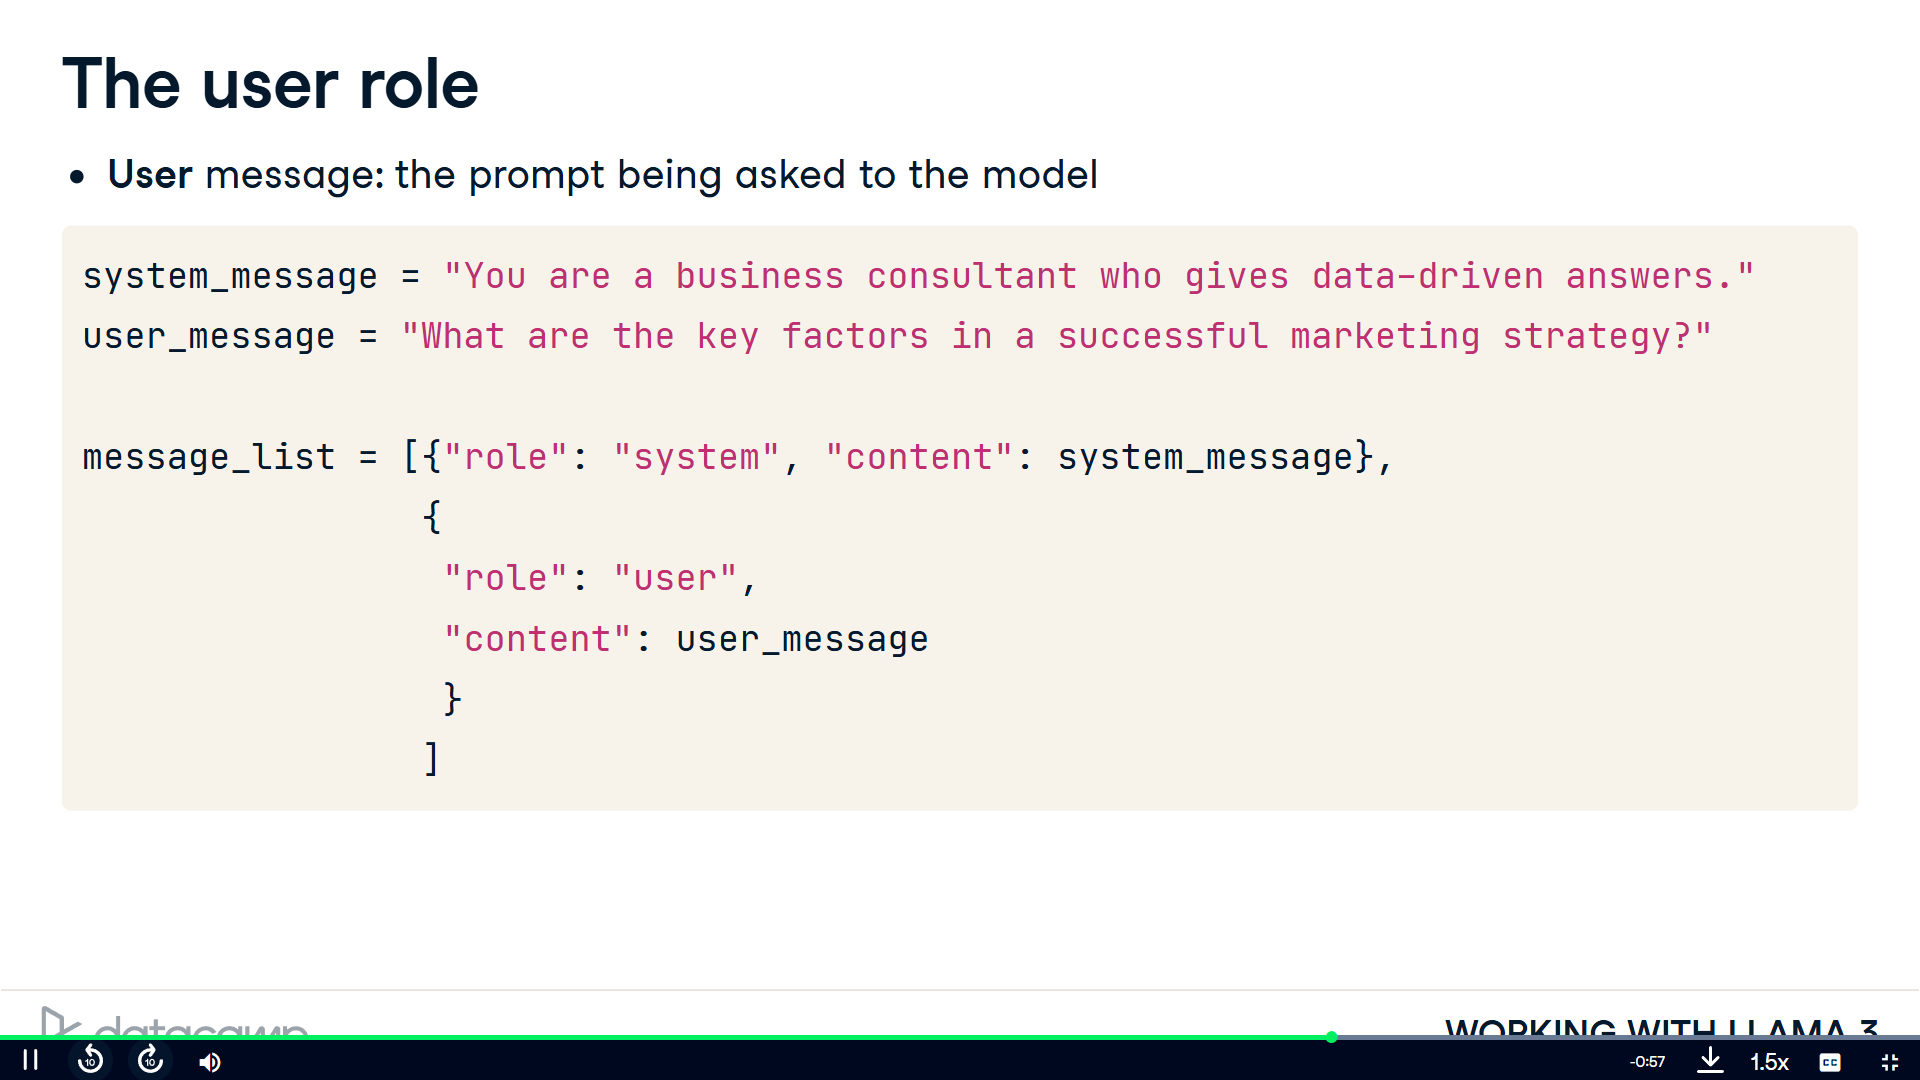 The user role
• User message: the prompt being asked to the model
system_message = "You are a business consultant who gives data-driven answers."
user_message = "What are the key factors in a successful marketing strategy?"
message_list = [{"role": "system", "content": system_message},
{
"role": "user",
"content": user_message
}
]
datacamp
WORKING WITH LLAMA 3
10
10
-0:57
1.5x
CC